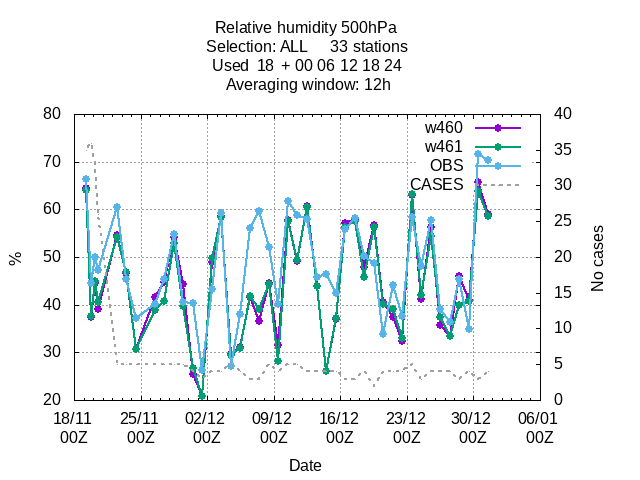 Relative humidity 500hPa
Selection: ALL 33 stations
Used 18 + 00 06 12 18 24
Averaging window: 12h
80 40
w460
w461
OBS
CASES
70 35
60 30
50 25
% No cases
40 20
30 15
20 10
5
0
18/11 25/11 02/12 09/12 16/12 23/12 30/12 06/01
00Z 00Z 00Z 00Z 00Z 00Z 00Z 00Z
Date